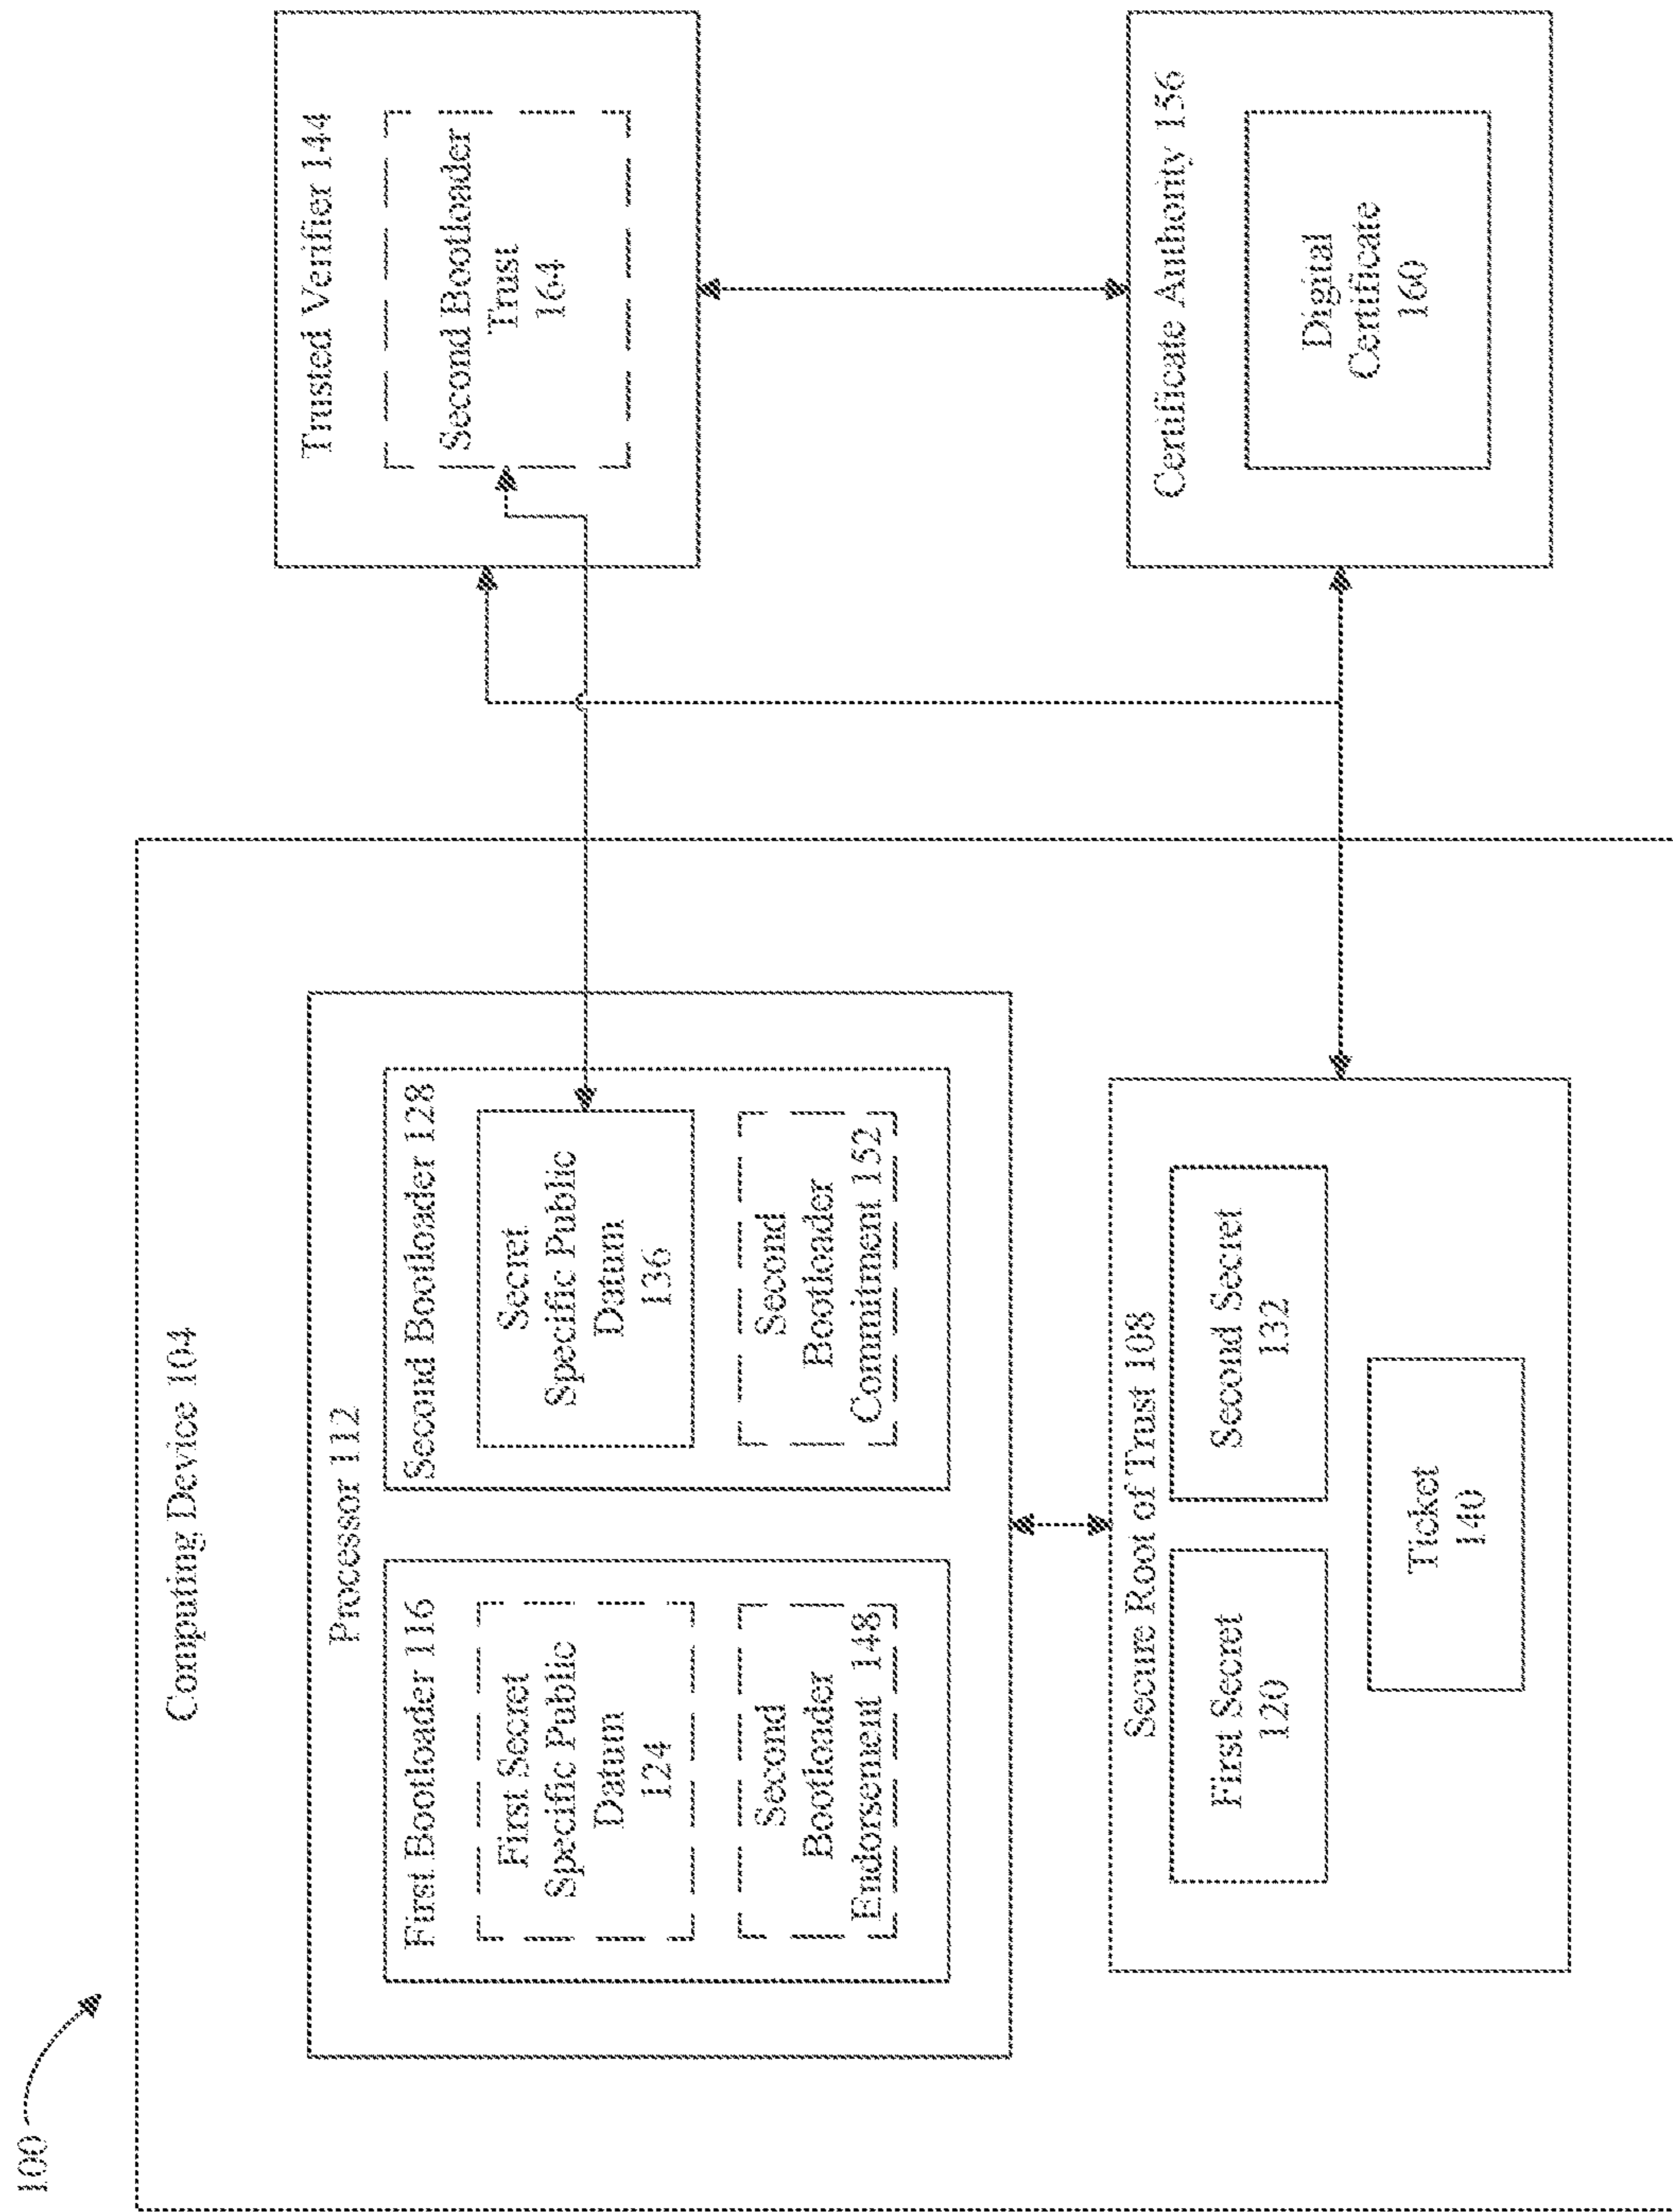 100
Computing Device 104
Processor 112
First Bootloader 116
First Secret
Specific Public
Datum
124
Second
Bootloader
Endorsement 148
Second Bootloader 128
Secret
Specific Public
Datum
136
Second
Bootloader
Commitment 152
Secure Root of Trust 108
First Secret
120
Second Secret
132
Ticket
140
Trusted Verifier 144
Second Bootloader
Trust
164
Certificate Authority 156
Digital
Certificate
160